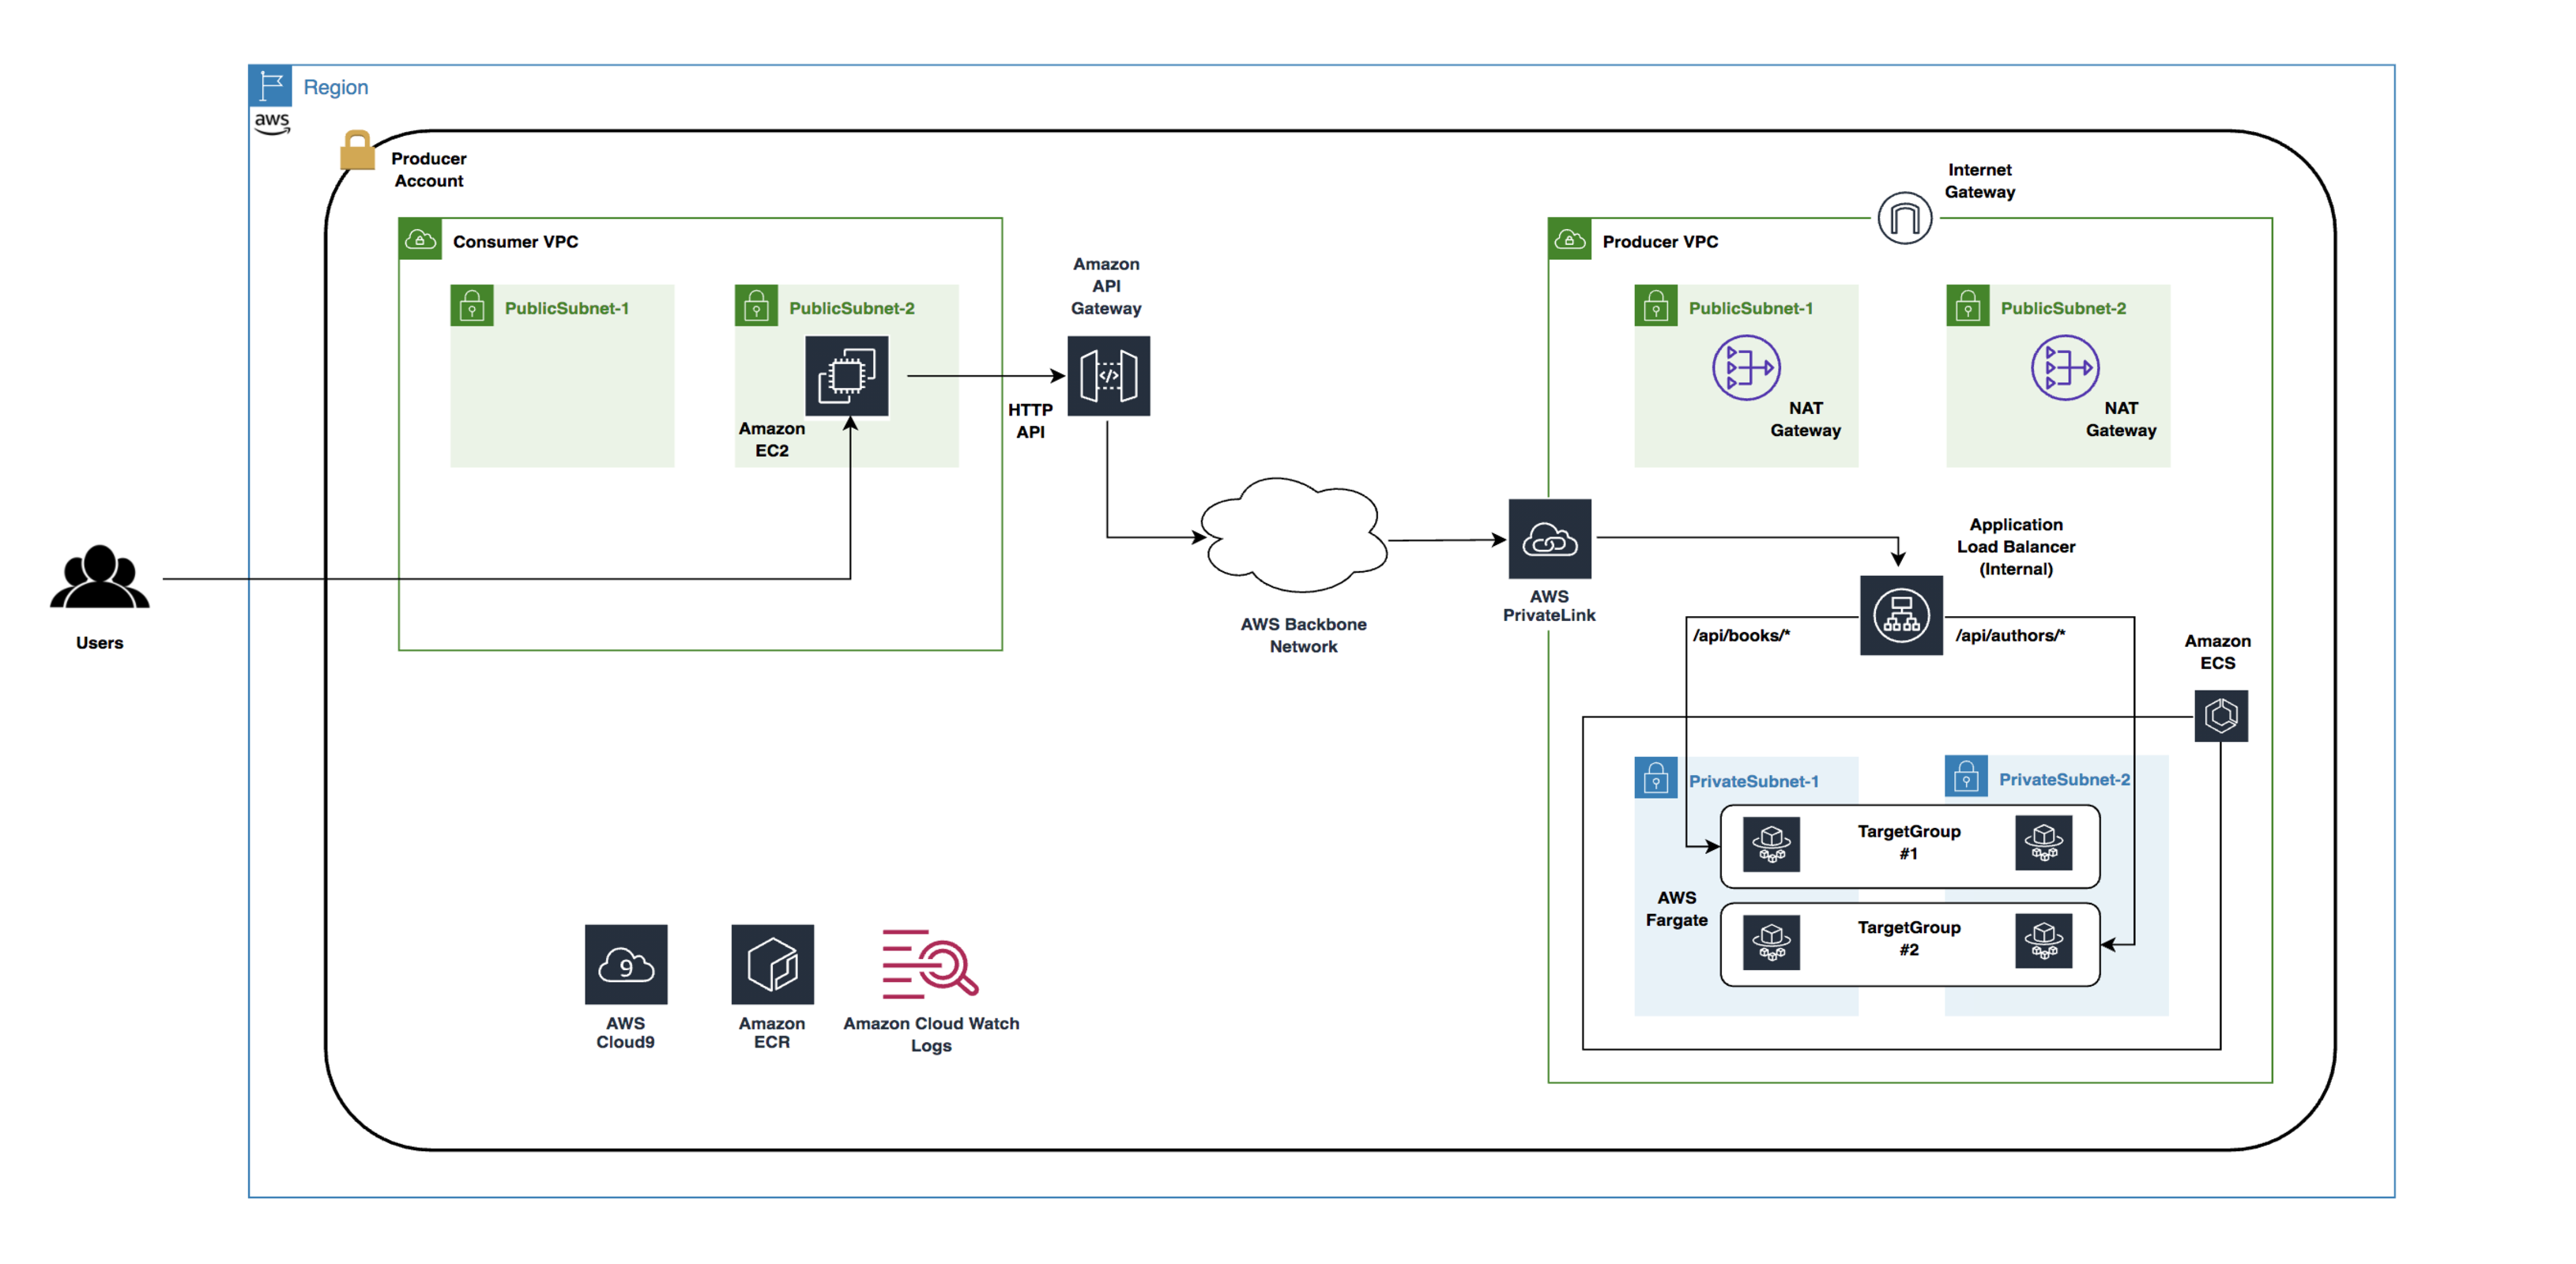 Region
aws
Producer
Account
Internet
Gateway
Consumer VPC
Producer VPC
Amazon
API
Gateway
PublicSubnet-1
PublicSubnet-2
PublicSubnet-1
PublicSubnet-2
HTTP
API
Amazon
EC2
NAT
Gateway
NAT
Gateway
Application
Load Balancer
(Internal)
AWS
PrivateLink
AWS Backbone
Network
Users
/api/books/*
/api/authors/*
Amazon
ECS
PrivateSubnet-1
PrivateSubnet-2
TargetGroup
#1
AWS
Fargate
TargetGroup
#2
9
AWS
Cloud9
Amazon
ECR
Amazon Cloud Watch
Logs